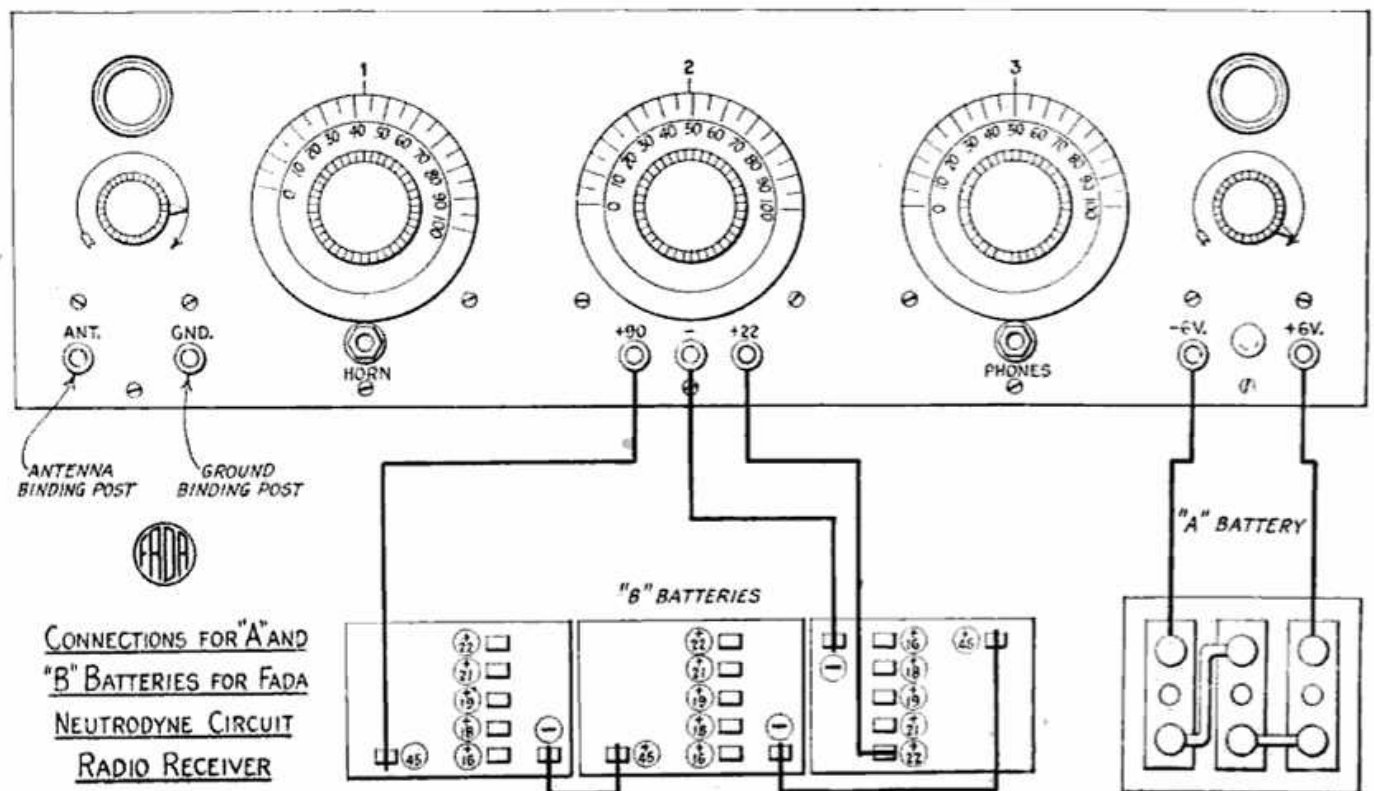 1
2
3
0 10 20 30 40 50 60 70 80 90 100
0 10 20 30 40 50 60 70 80 90 100
0 10 20 30 40 50 60 70 80 90 100
ANT.
GND.
HORN
+90
-
+22
PHONES
-6V.
+6V.
ANTENNA
BINDING POST
GROUND
BINDING POST
FADA
"A" BATTERY
"B" BATTERIES
CONNECTIONS FOR "A" AND
"B" BATTERIES FOR FADA
NEUTRODYNE CIRCUIT
RADIO RECEIVER
+22
+21
+19
+18
-
+45
+16
+22
+21
+19
+18
-
+45
+16
-
+16
+45
+18
+19
+21
+22